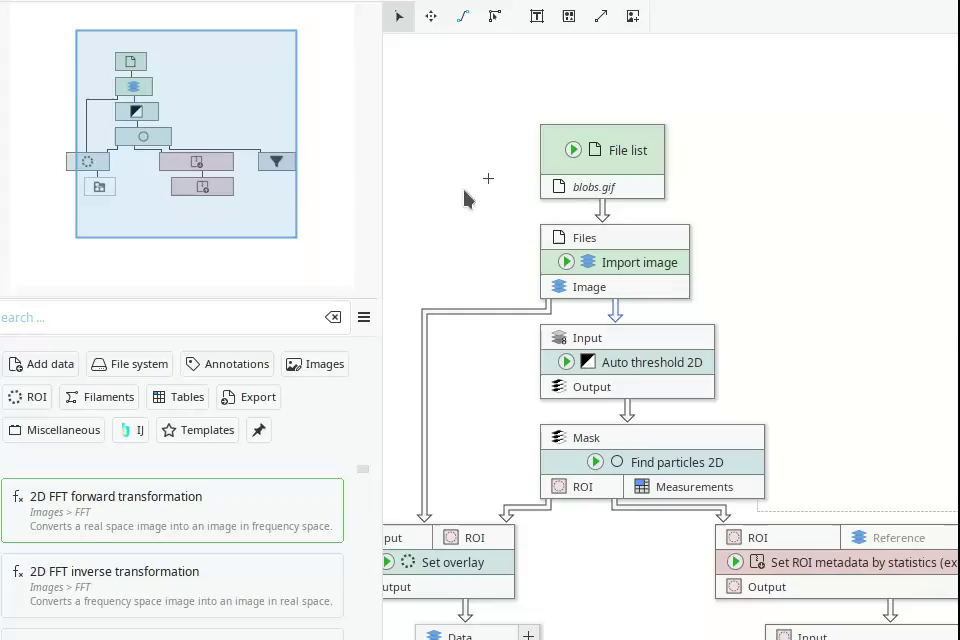 earch ...
Add data
File system
Annotations
Images
ROI
Filaments
Tables
Export
Miscellaneous
IJ
Templates
2D FFT forward transformation
Images > FFT
Converts a real space image into an image in frequency space.
2D FFT inverse transformation
Images > FFT
Converts a frequency space image into an image in real space.
File list
blobs.gif
Files
Import image
Image
Input
Auto threshold 2D
Output
Mask
Find particles 2D
ROI
Measurements
put
ROI
Set overlay
utput
Data
ROI
Reference
Set ROI metadata by statistics (ex
Output
Input